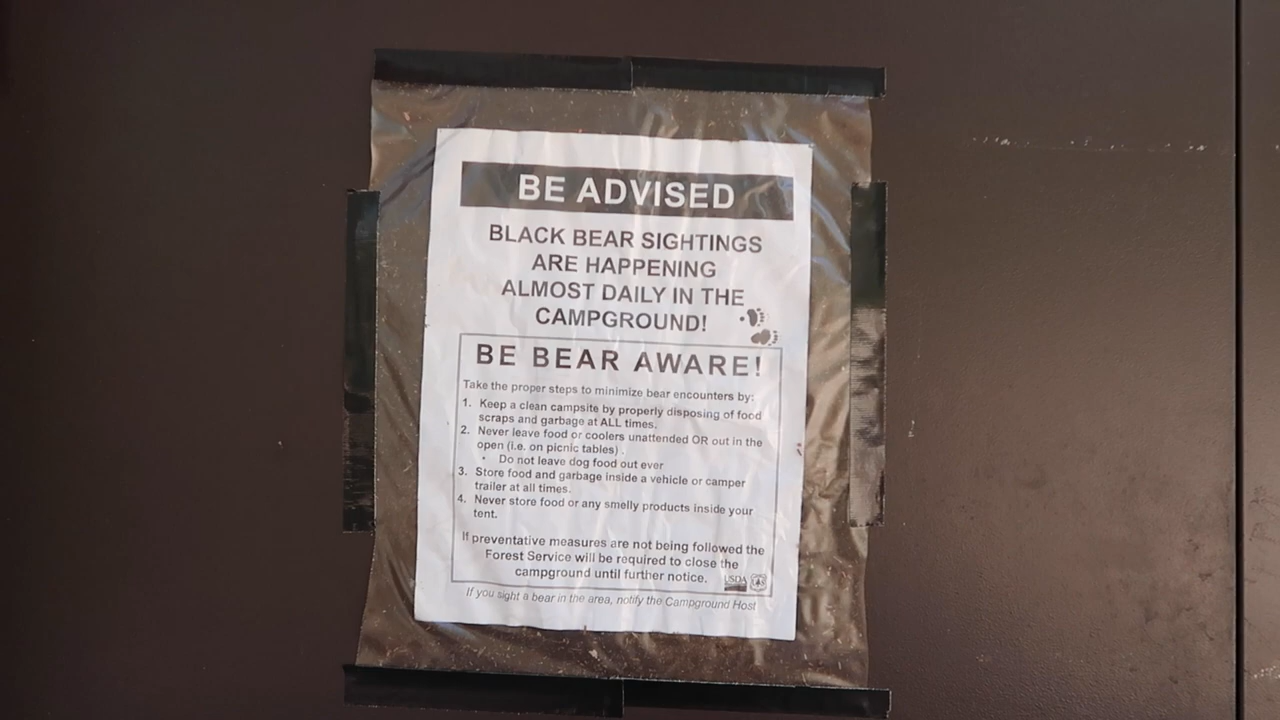 BE ADVISED
BLACK BEAR SIGHTINGS
ARE HAPPENING
ALMOST DAILY IN THE
CAMPGROUND!
BE BEAR AWARE!
Take the proper steps to minimize bear encounters by:
1. Keep a clean campsite by properly disposing of food
scraps and garbage at ALL times.
2. Never leave food or coolers unattended OR out in the
open (i.e. on picnic tables) .
• Do not leave dog food out ever
3. Store food and garbage inside a vehicle or camper
trailer at all times.
4. Never store food or any smelly products inside your
tent.
If preventative measures are not being followed the
Forest Service will be required to close the
campground until further notice.
USDA
If you sight a bear in the area, notify the Campground Host